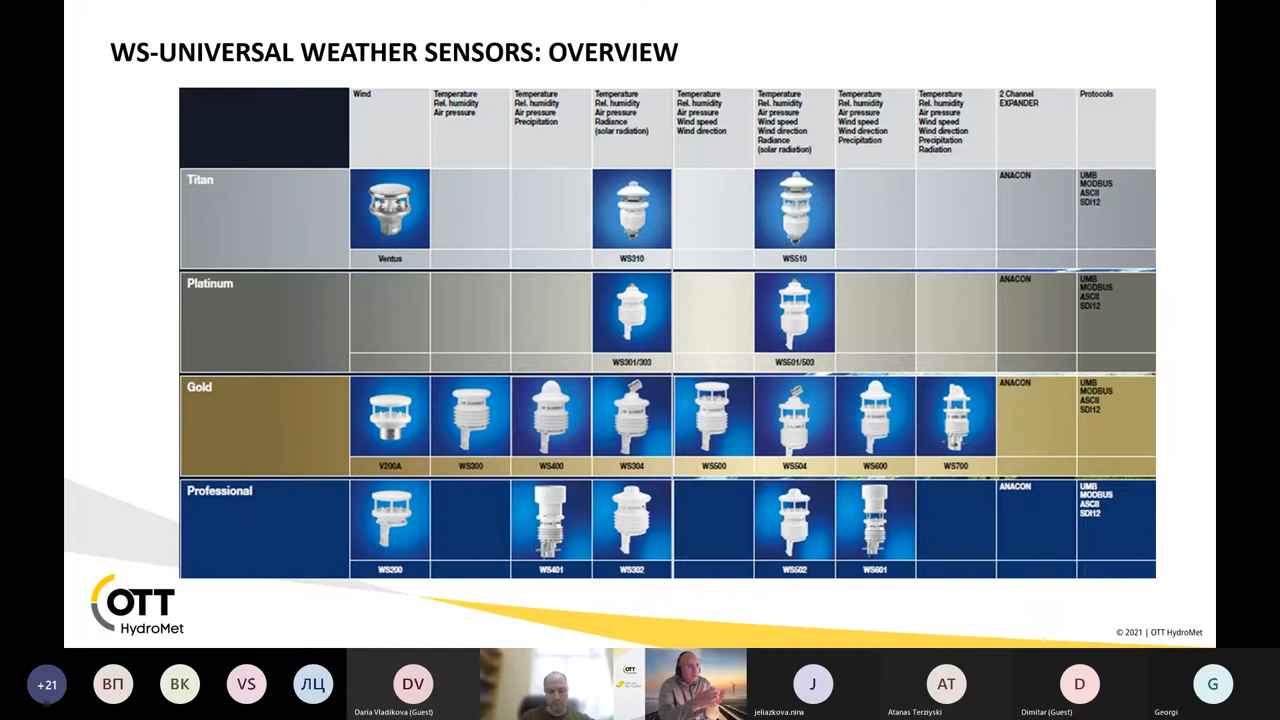 WS-UNIVERSAL WEATHER SENSORS: OVERVIEW
Wind
Temperature
Rel. humidity
Air pressure
Temperature
Rel. humidity
Air pressure
Precipitation
Temperature
Rel. humidity
Air pressure
Radiance
(solar radiation)
Temperature
Rel. humidity
Air pressure
Wind speed
Wind direction
Temperature
Rel. humidity
Air pressure
Wind speed
Wind direction
Radiance
(solar radiation)
Temperature
Rel. humidity
Air pressure
Wind speed
Wind direction
Precipitation
Temperature
Rel. humidity
Air pressure
Wind speed
Wind direction
Precipitation
Radiation
2 Channel
EXPANDER
Protocols
Titan
ANACON
UMB
MODBUS
ASCII
SDI12
Ventus
WS310
WS510
Platinum
ANACON
UMB
MODBUS
ASCII
SDI12
WS301/303
WS501/503
Gold
ANACON
UMB
MODBUS
ASCII
SDI12
V200A
WS300
WS400
WS304
WS500
WS504
WS600
WS700
Professional
ANACON
UMB
MODBUS
ASCII
SDI12
WS200
WS401
WS302
WS502
WS601
OTT
HydroMet
© 2021 | OTT HydroMet
+21
ВП
ВК
VS
ЛЦ
DV
Daria Vladikova (Guest)
OTT
J
jeliazkova.nina
AT
Atanas Terziyski
D
Dimitar (Guest)
G
Georgi